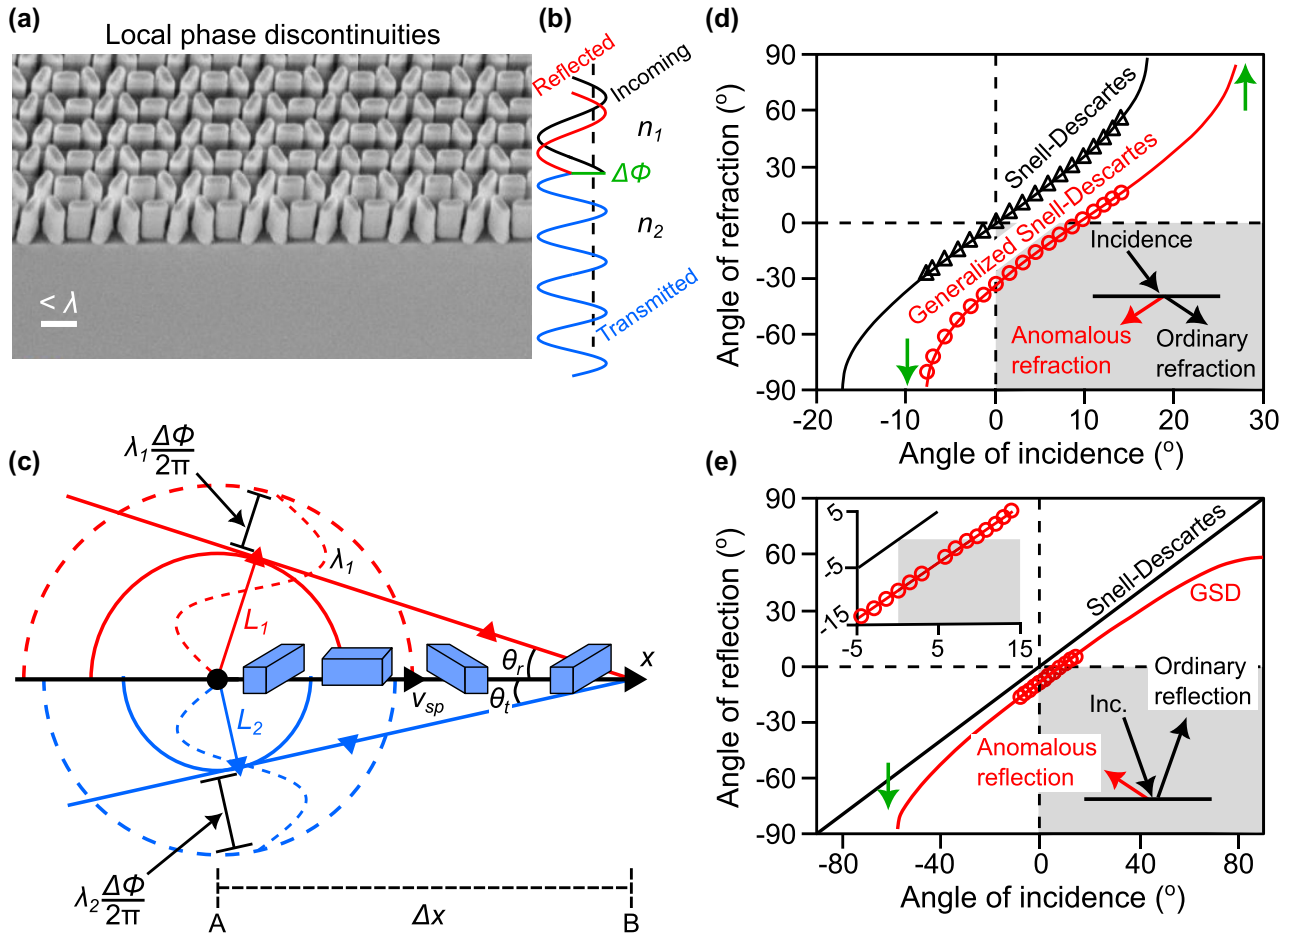 (a)
Local phase discontinuities
< λ
(b)
Reflected
Incoming
n1
ΔΦ
n2
Transmitted
(c)
λ1 ΔΦ
2π
λ1
L1
L2
θr
θt
vsp
x
λ2 ΔΦ
2π
A
Δx
B
(d)
Angle of refraction (o)
90
60
30
0
-30
-60
-90
Snell-Descartes
Generalized Snell-Descartes
Incidence
Anomalous
refraction
Ordinary
refraction
-20
-10
0
10
20
30
Angle of incidence (o)
(e)
Angle of reflection (o)
90
60
30
0
-30
-60
-90
5
-5
-15
-5
5
15
Snell-Descartes
GSD
Ordinary
reflection
Inc.
Anomalous
reflection
-80
-40
0
40
80
Angle of incidence (o)